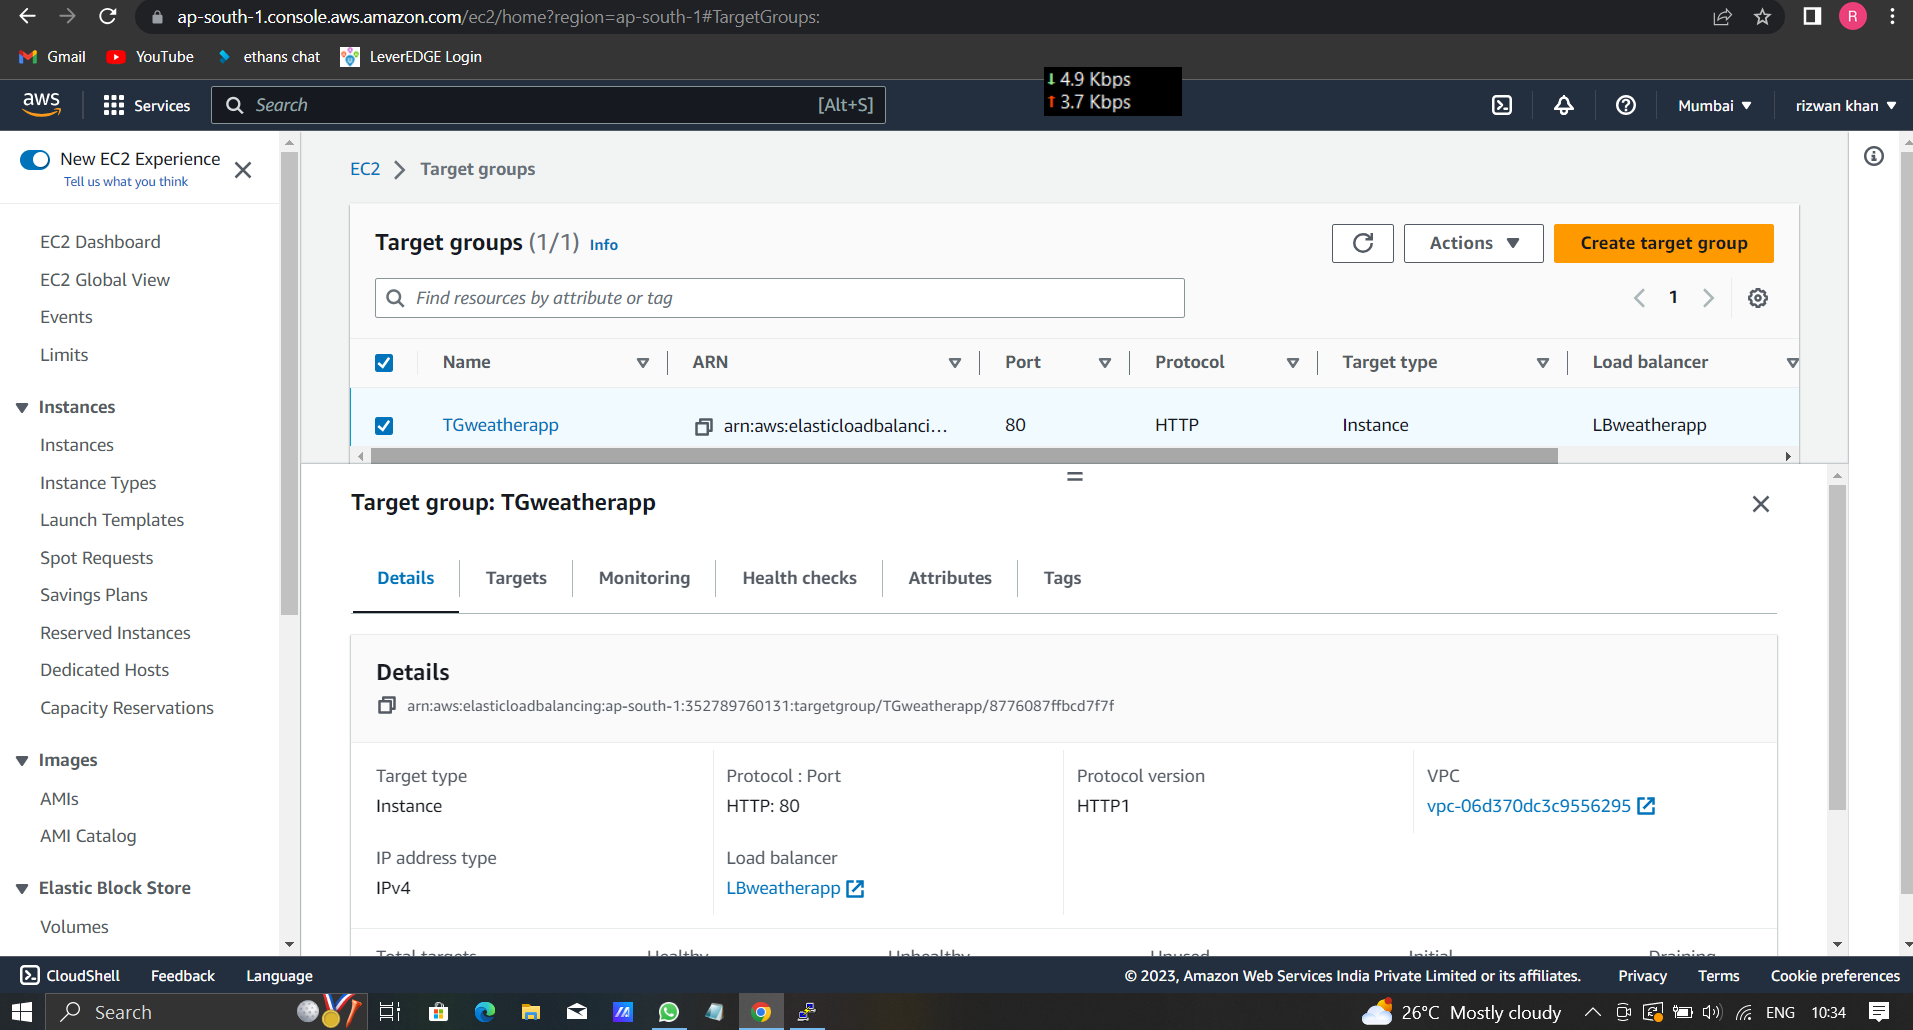 ap-south-1.console.aws.amazon.com/ec2/home?region=ap-south-1#TargetGroups:
R
Gmail
YouTube
ethans chat
LeverEDGE Login
4.9 Kbps
3.7 Kbps
aws
Services
Search
[Alt+S]
Mumbai
rizwan khan
New EC2 Experience
Tell us what you think
EC2 Dashboard
EC2 Global View
Events
Limits
Instances
Instances
Instance Types
Launch Templates
Spot Requests
Savings Plans
Reserved Instances
Dedicated Hosts
Capacity Reservations
Images
AMIs
AMI Catalog
Elastic Block Store
Volumes
EC2 > Target groups
Target groups (1/1) Info
Actions
Create target group
Find resources by attribute or tag
1
Name ARN Port Protocol Target type Load balancer
TGweatherapp arn:aws:elasticloadbalanci... 80 HTTP Instance LBweatherapp
Target group: TGweatherapp
Details Targets Monitoring Health checks Attributes Tags
Details
arn:aws:elasticloadbalancing:ap-south-1:352789760131:targetgroup/TGweatherapp/8776087ffbcd7f7f
Target type
Instance
Protocol : Port
HTTP: 80
Protocol version
HTTP1
VPC
vpc-06d370dc3c9556295
IP address type
IPv4
Load balancer
LBweatherapp
Total targets Healthy Unhealthy Unused Initial Draining
CloudShell Feedback Language
© 2023, Amazon Web Services India Private Limited or its affiliates. Privacy Terms Cookie preferences
Search
26°C Mostly cloudy
ENG
10:34